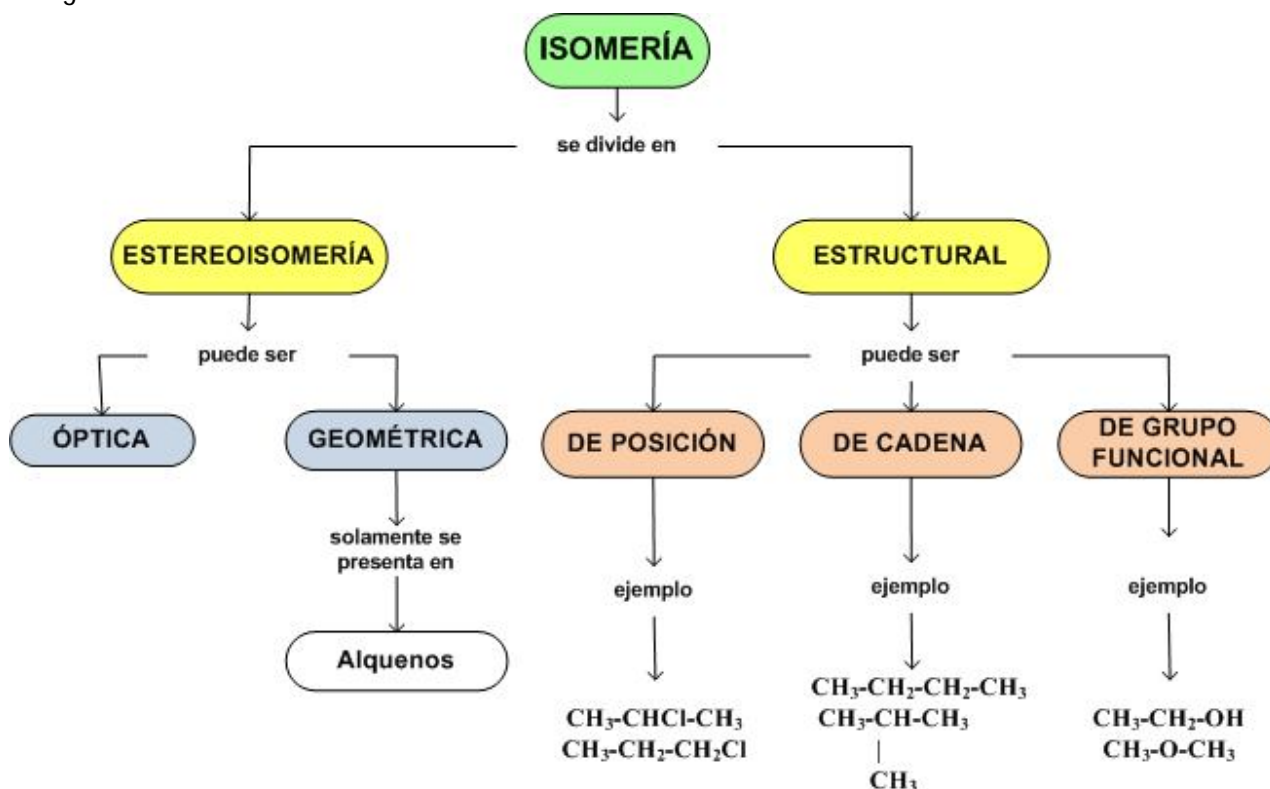 ISOMERÍA
se divide en
ESTEREOISOMERÍA
ESTRUCTURAL
puede ser
puede ser
ÓPTICA
GEOMÉTRICA
DE POSICIÓN
DE CADENA
DE GRUPO
FUNCIONAL
solamente se
presenta en
ejemplo
ejemplo
ejemplo
Alquenos
CH₃-CHCl-CH₃
CH₃-CH₂-CH₂Cl
CH₃-CH₂-CH₂-CH₃
CH₃-CH-CH₃
|
CH₃
CH₃-CH₂-OH
CH₃-O-CH₃